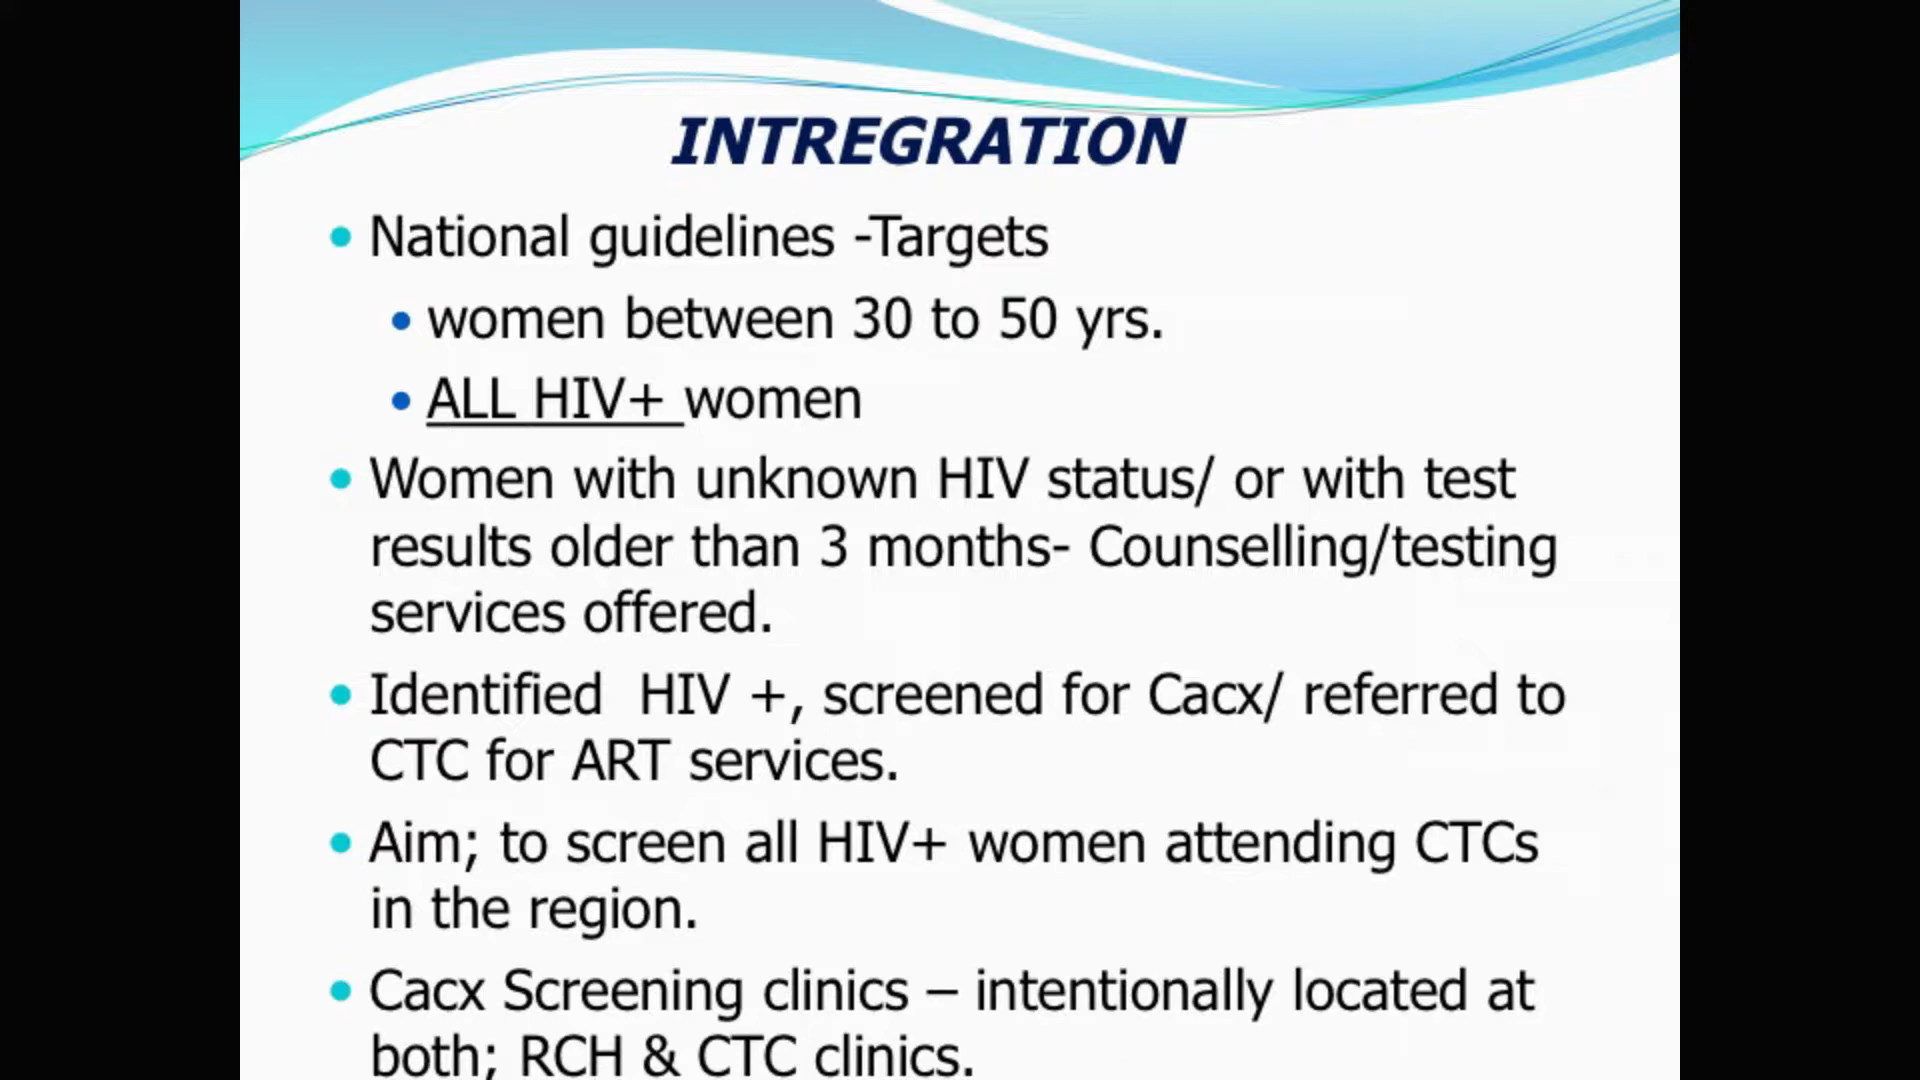 INTREGRATION
National guidelines -Targets
women between 30 to 50 yrs.
ALL HIV+ women
Women with unknown HIV status/ or with test
results older than 3 months- Counselling/testing
services offered.
Identified HIV +, screened for Cacx/ referred to
CTC for ART services.
Aim; to screen all HIV+ women attending CTCs
in the region.
Cacx Screening clinics – intentionally located at
both; RCH & CTC clinics.